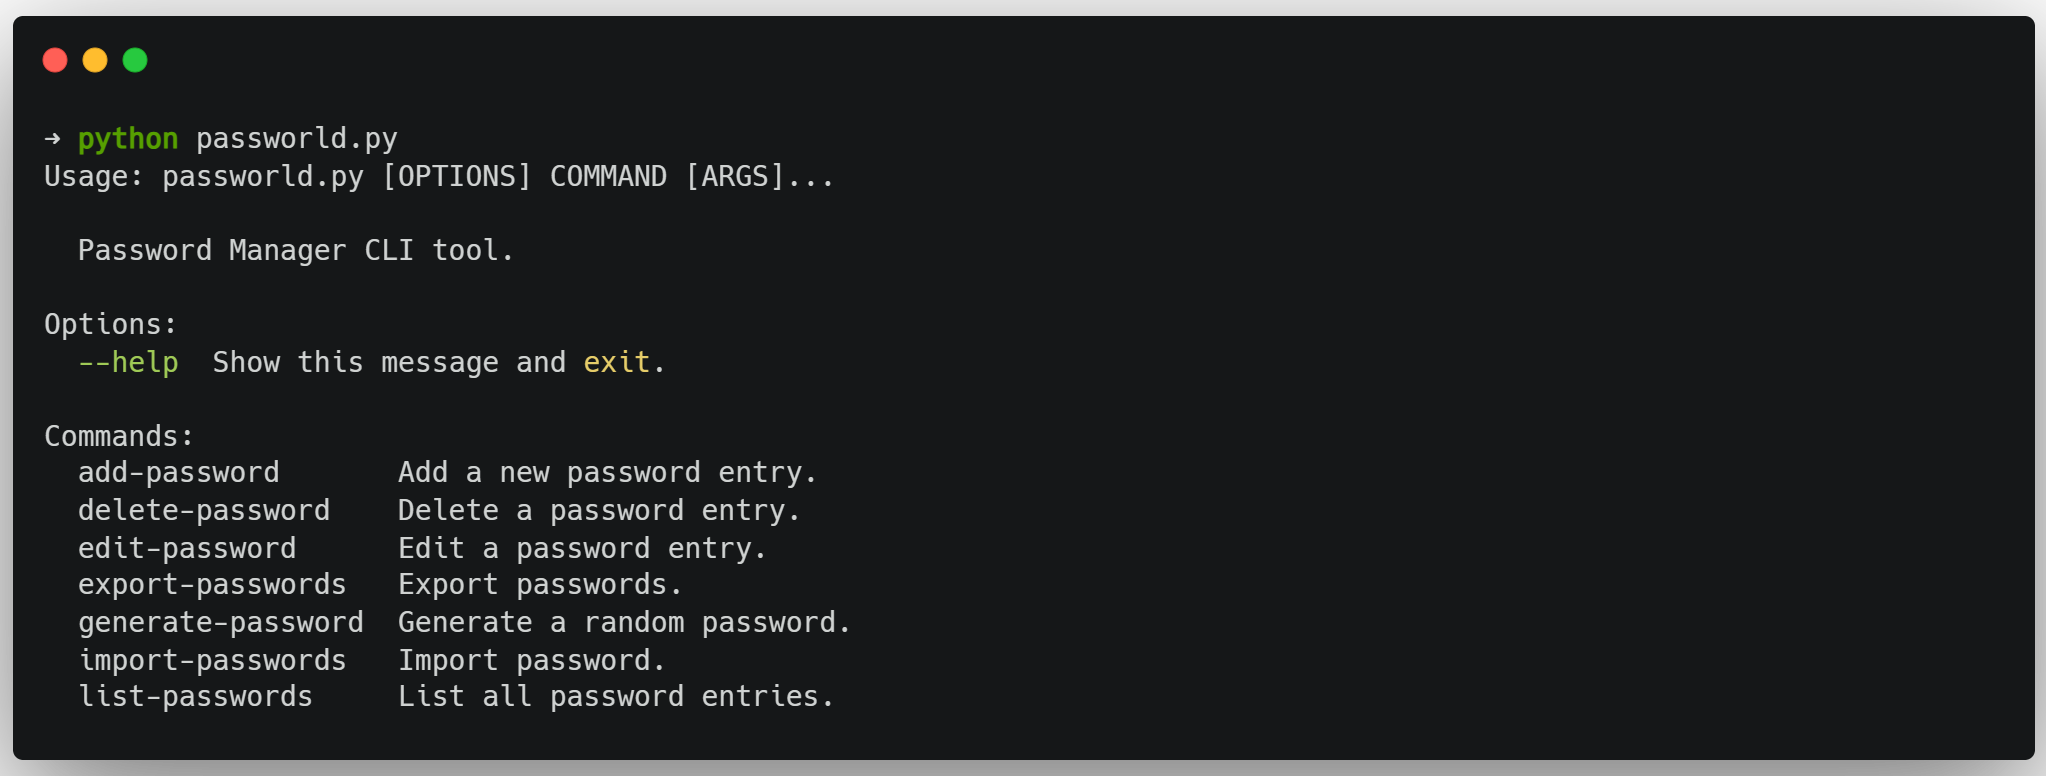 ➜ python passworld.py
Usage: passworld.py [OPTIONS] COMMAND [ARGS]...
Password Manager CLI tool.
Options:
--help  Show this message and exit.
Commands:
add-password       Add a new password entry.
delete-password    Delete a password entry.
edit-password      Edit a password entry.
export-passwords   Export passwords.
generate-password  Generate a random password.
import-passwords   Import password.
list-passwords     List all password entries.